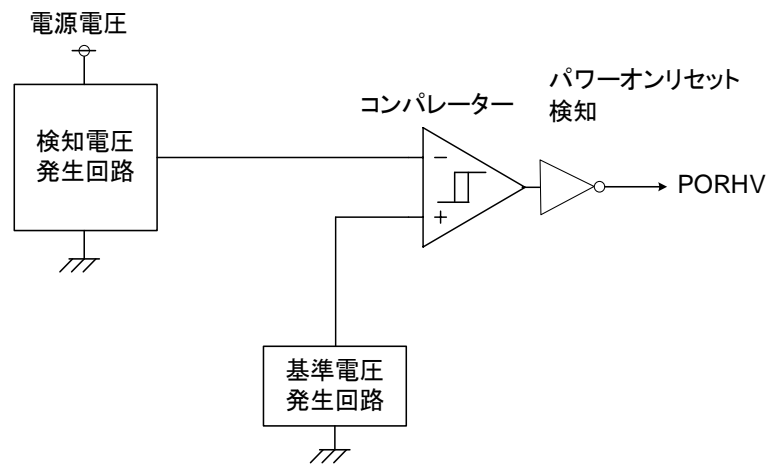 電源電圧
検知電圧
発生回路
コンパレーター
パワーオンリセット
検知
−
+
PORHV
基準電圧
発生回路